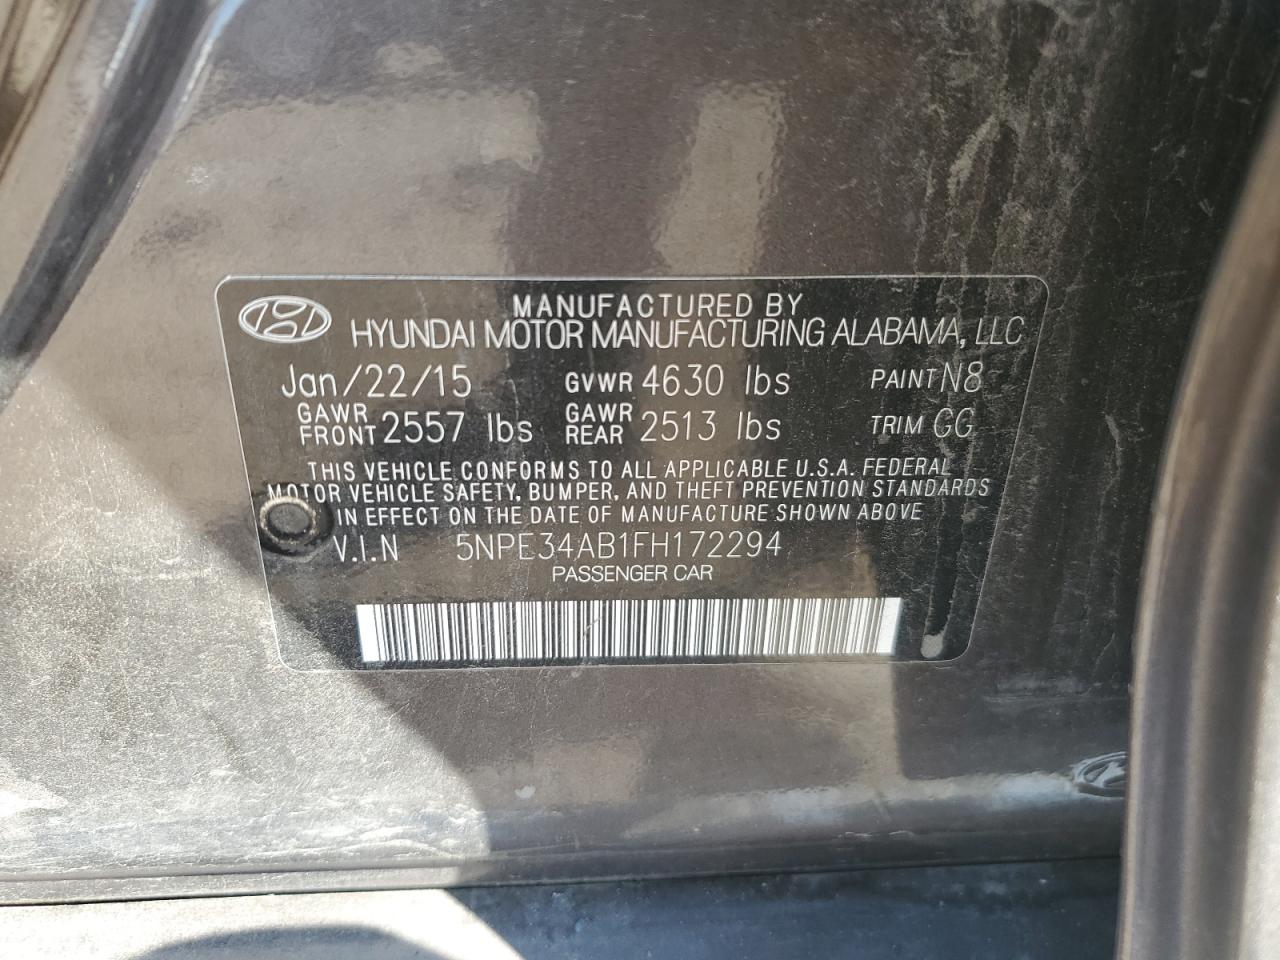 MANUFACTURED BY
HYUNDAI MOTOR MANUFACTURING ALABAMA, LLC
Jan/22/15 GVWR 4630 lbs PAINT N8
GAWR FRONT 2557 lbs GAWR REAR 2513 lbs TRIM GG
THIS VEHICLE CONFORMS TO ALL APPLICABLE U.S.A. FEDERAL
MOTOR VEHICLE SAFETY, BUMPER, AND THEFT PREVENTION STANDARDS
IN EFFECT ON THE DATE OF MANUFACTURE SHOWN ABOVE
V.I.N 5NPE34AB1FH172294
PASSENGER CAR